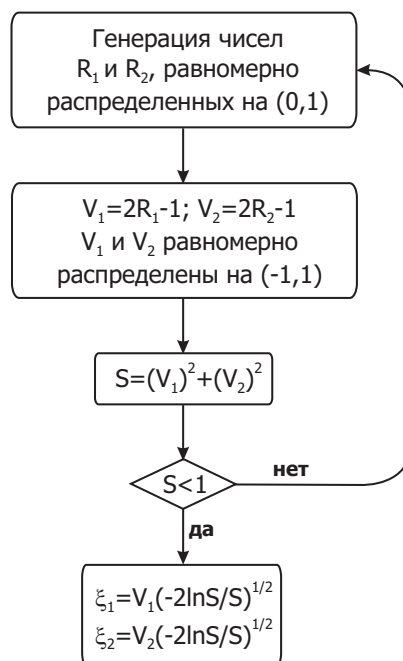 Генерация чисел
R₁ и R₂, равномерно
распределенных на (0,1)
V₁=2R₁-1; V₂=2R₂-1
V₁ и V₂ равномерно
распределены на (-1,1)
S=(V₁)²+(V₂)²
S<1
нет
да
ξ₁=V₁(-2lnS/S)¹/²
ξ₂=V₂(-2lnS/S)¹/²